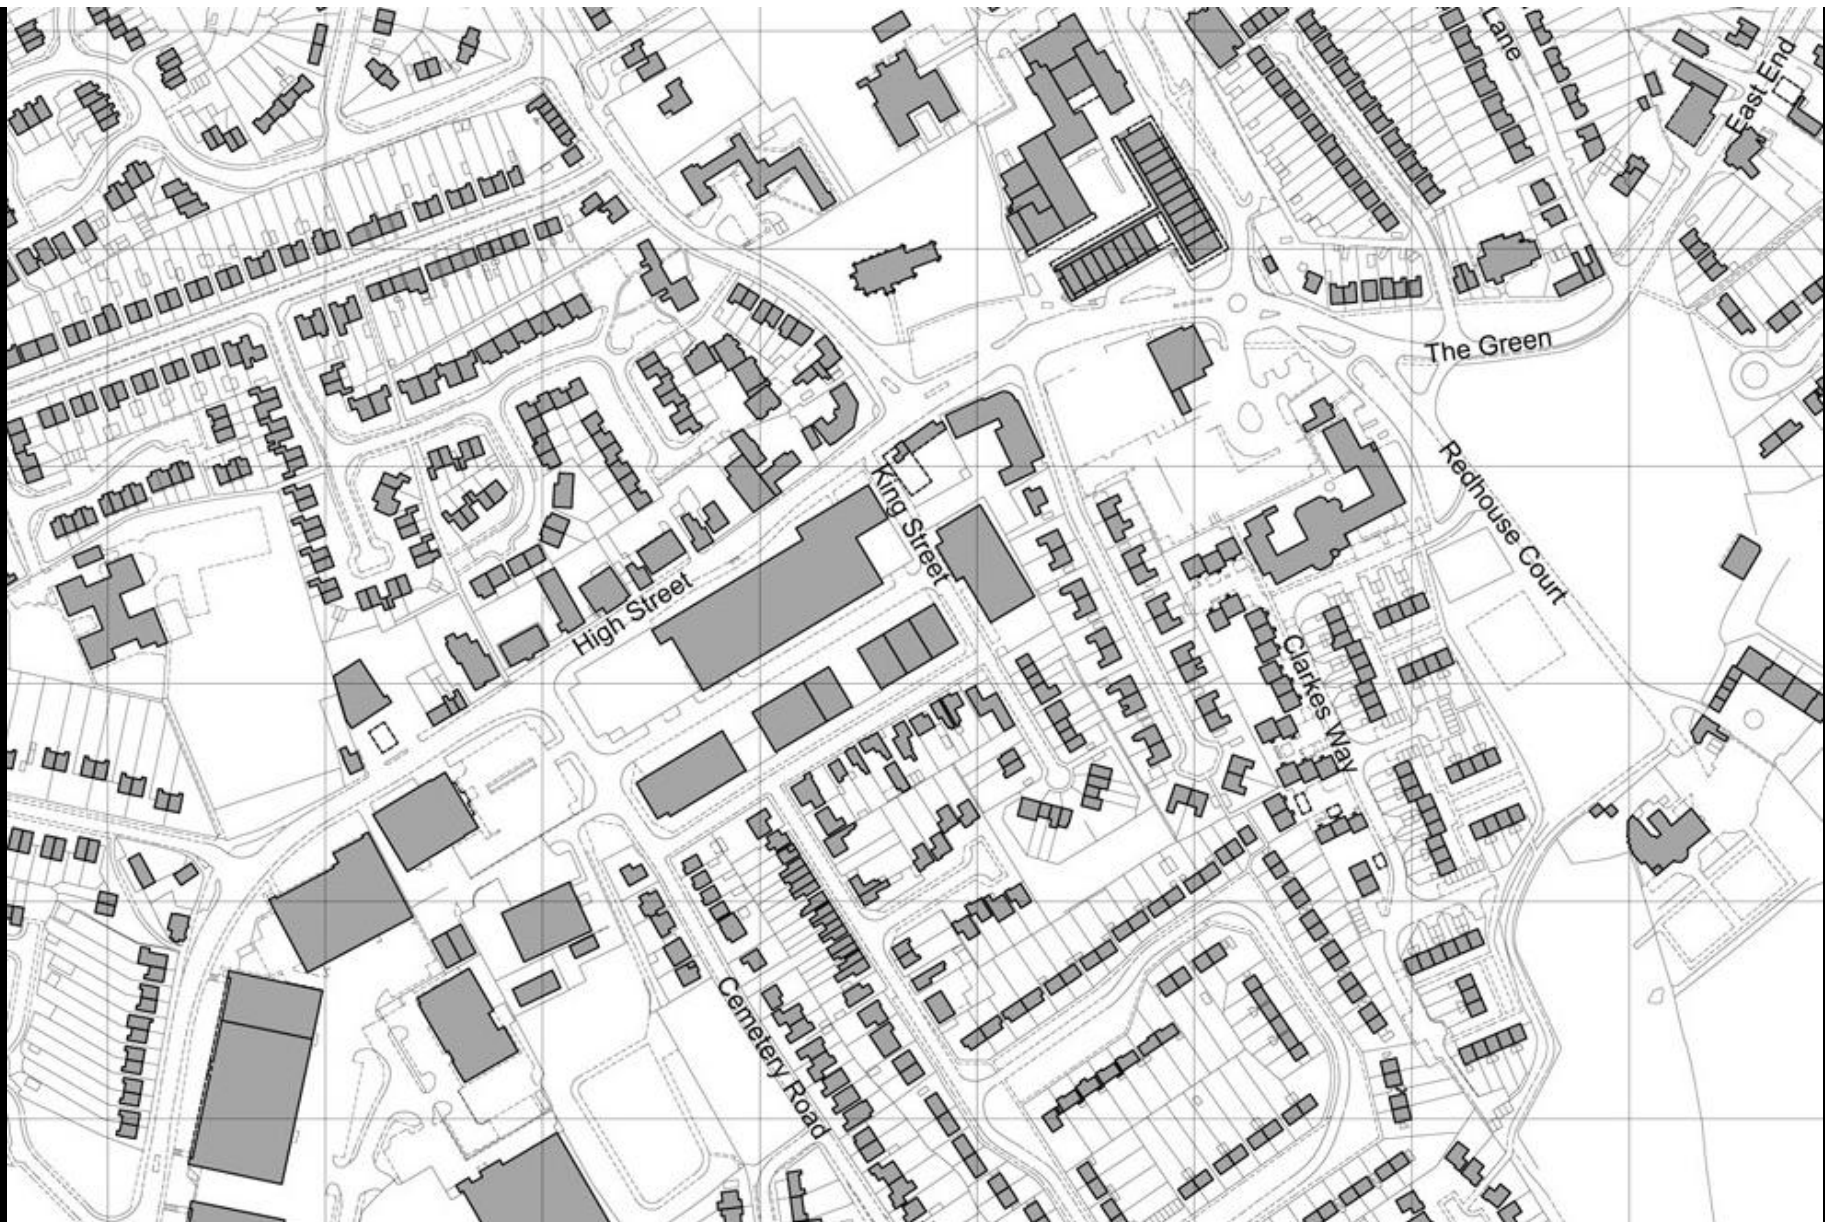 Lane
East End
The Green
Redhouse Court
King Street
High Street
Clarkes Way
Cemetery Road